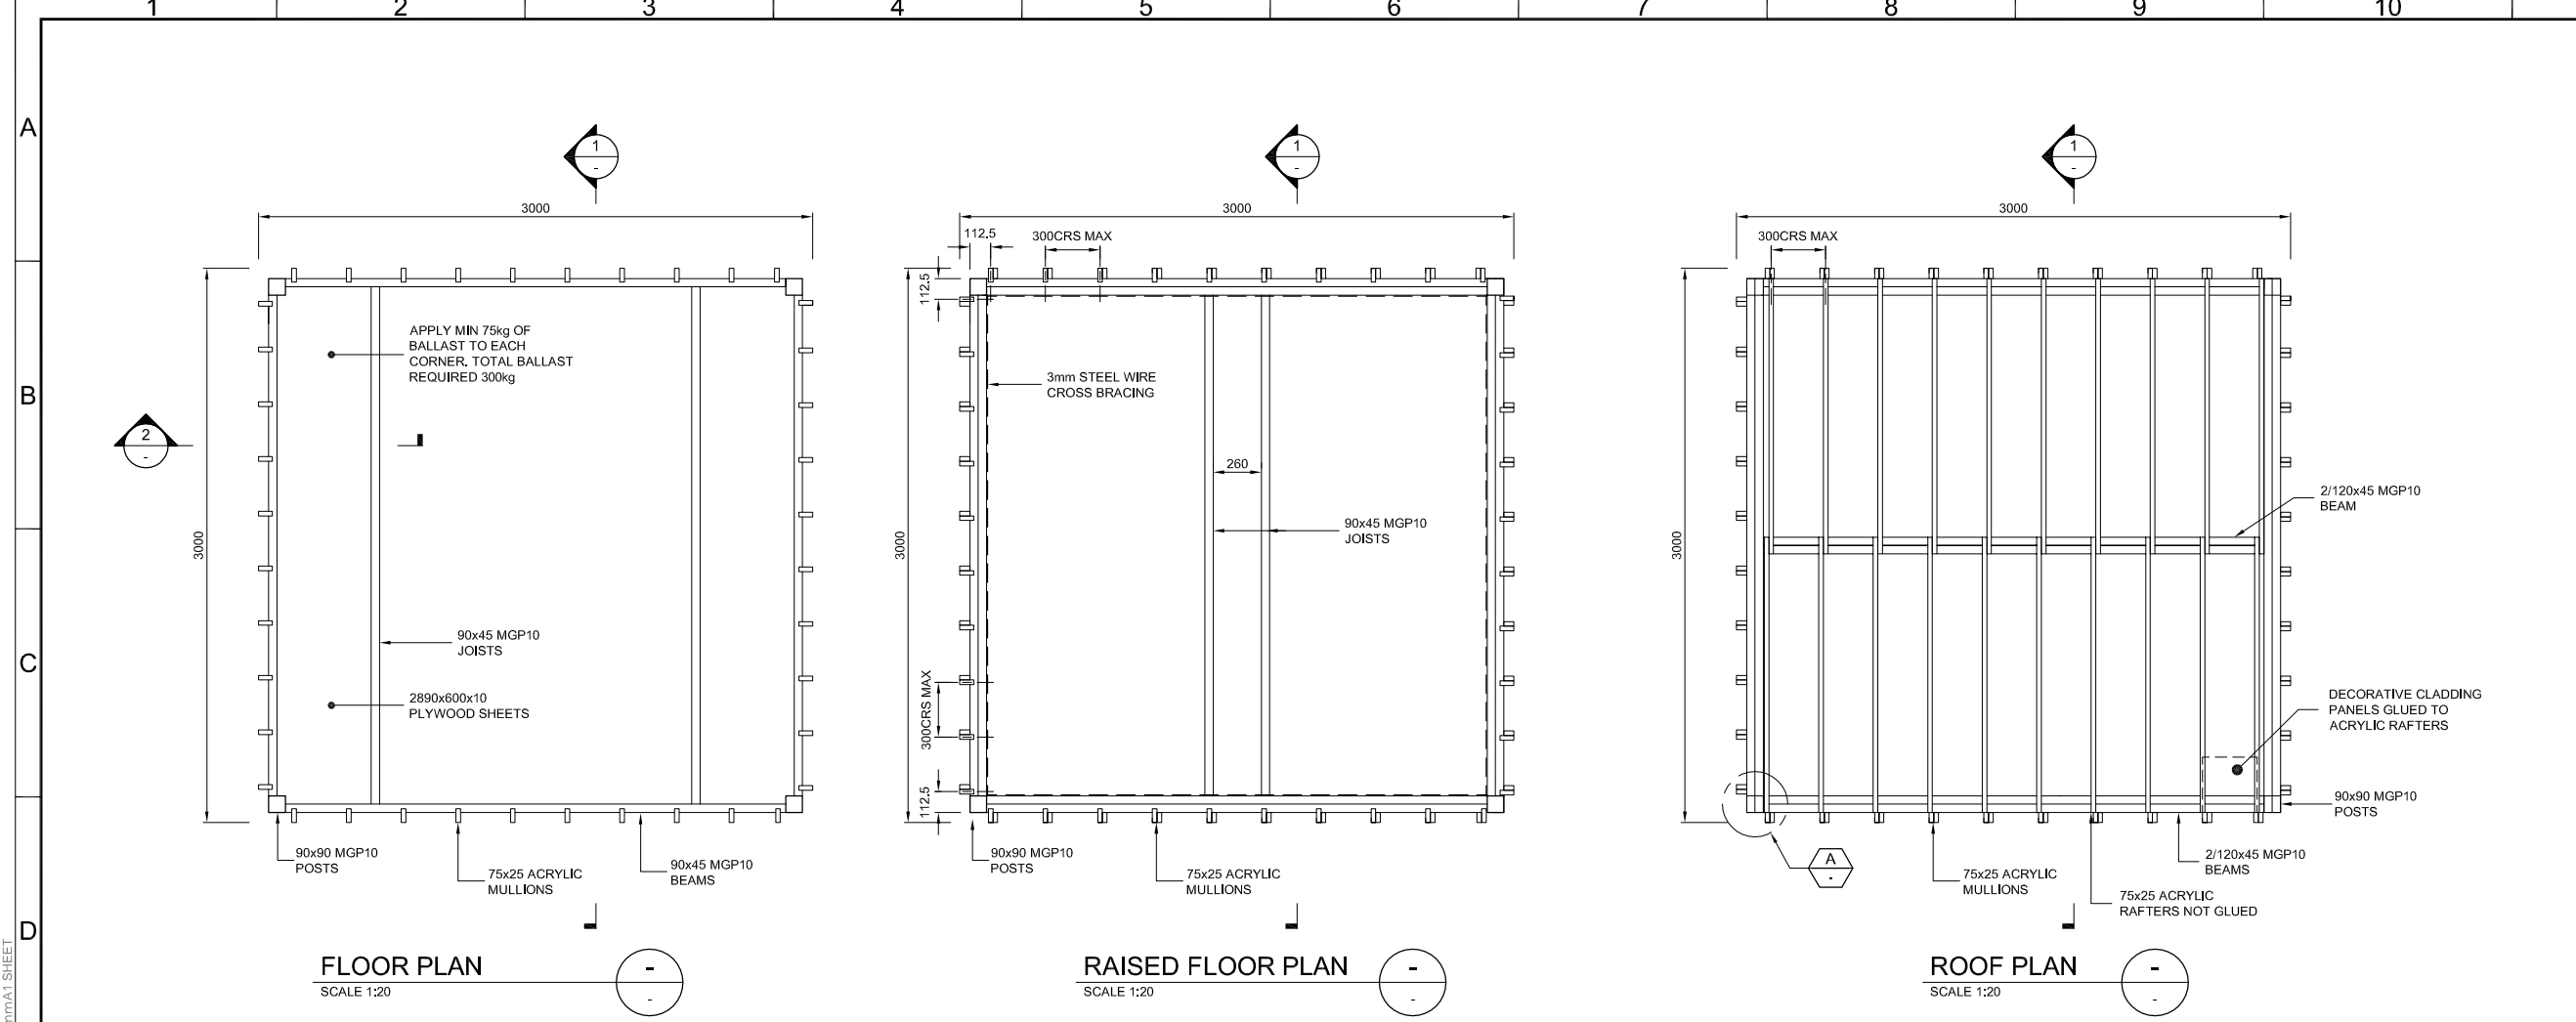 1 2 3 4 5 6 7 8 9 10
A
B
C
D
mmA1 SHEET
1
-
3000
3000
2
-
APPLY MIN 75kg OF
BALLAST TO EACH
CORNER. TOTAL BALLAST
REQUIRED 300kg
90x45 MGP10
JOISTS
2890x600x10
PLYWOOD SHEETS
90x90 MGP10
POSTS
75x25 ACRYLIC
MULLIONS
90x45 MGP10
BEAMS
FLOOR PLAN
SCALE 1:20
-
-
1
-
3000
112.5
300CRS MAX
112.5
3000
3mm STEEL WIRE
CROSS BRACING
260
90x45 MGP10
JOISTS
300CRS MAX
112.5
90x90 MGP10
POSTS
75x25 ACRYLIC
MULLIONS
RAISED FLOOR PLAN
SCALE 1:20
-
-
1
-
3000
300CRS MAX
3000
2/120x45 MGP10
BEAM
DECORATIVE CLADDING
PANELS GLUED TO
ACRYLIC RAFTERS
90x90 MGP10
POSTS
A
-
2/120x45 MGP10
BEAMS
75x25 ACRYLIC
MULLIONS
75x25 ACRYLIC
RAFTERS NOT GLUED
ROOF PLAN
SCALE 1:20
-
-